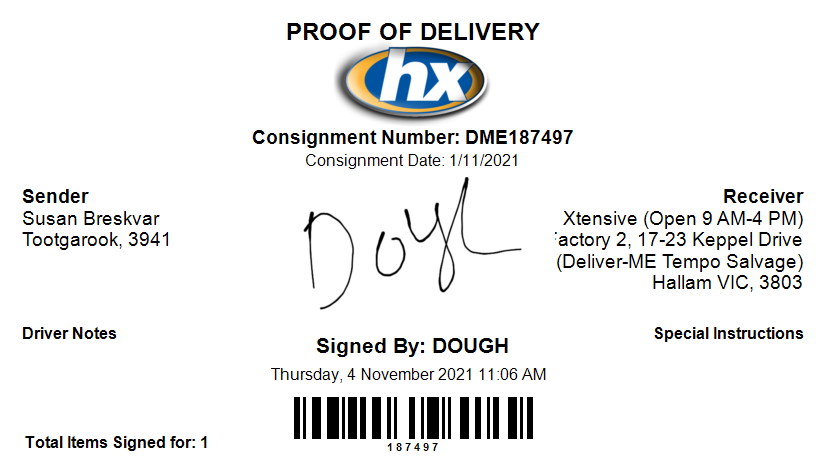 PROOF OF DELIVERY
hx
Consignment Number: DME187497
Consignment Date: 1/11/2021
Sender
Susan Breskvar
Tootgarook, 3941
Receiver
Xtensive (Open 9 AM-4 PM)
Factory 2, 17-23 Keppel Drive
(Deliver-ME Tempo Salvage)
Hallam VIC, 3803
Driver Notes
Special Instructions
Signed By: DOUGH
Thursday, 4 November 2021 11:06 AM
187497
Total Items Signed for: 1